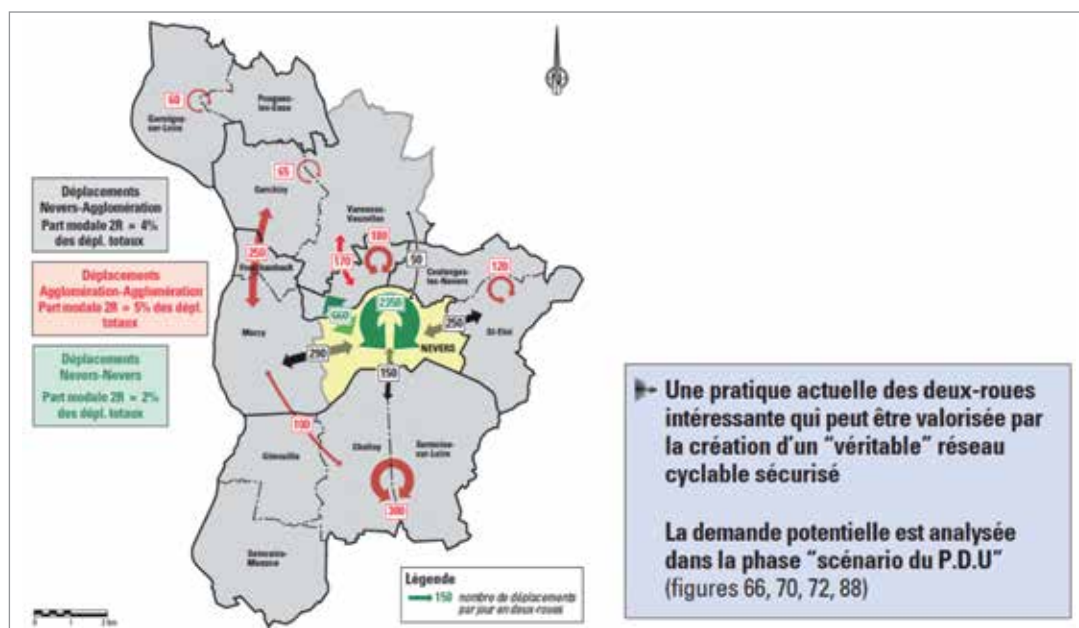 N
60
Pougues-
les-Eaux
Garchizy
65
Varennes-
Vauzelles
Déplacements
Nevers-Agglomération
Part modale 2R = 4%
des dépl. totaux
Déplacements
Agglomération-Agglomération
Part modale 2R = 5% des dépl.
totaux
Déplacements
Nevers-Nevers
Part modale 2R = 2%
des dépl. totaux
250
170
180
50
Coulanges-
les-Nevers
120
660
2350
250
St-Eloi
Marzy
290
NEVERS
150
100
Challuy
Sermoise-
sur-Loire
300
Gimouille
Légende
150 nombre de déplacements
par jour en deux-roues
0 1 2 km
Une pratique actuelle des deux-roues
intéressante qui peut être valorisée par
la création d'un "véritable" réseau
cyclable sécurisé
La demande potentielle est analysée
dans la phase "scénario du P.D.U"
(figures 66, 70, 72, 88)